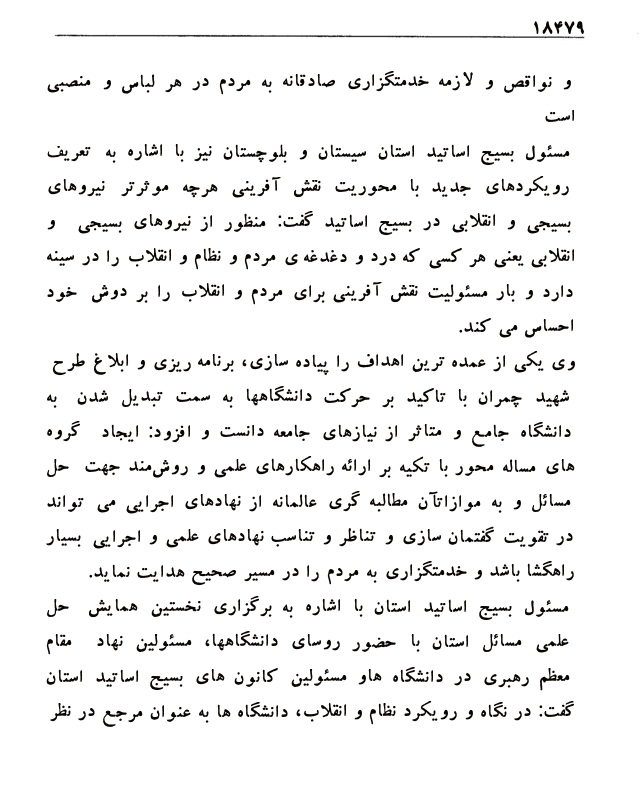 ۱۸۴۷۹
و نواقص و لازمه خدمتگزاری صادقانه به مردم در هر لباس و منصبی
است
مسئول بسیج اساتید استان سیستان و بلوچستان نیز با اشاره به تعریف
رویکردهای جدید با محوریت نقش آفرینی هرچه موثرتر نیروهای
بسیجی و انقلابی در بسیج اساتید گفت: منظور از نیروهای بسیجی و
انقلابی یعنی هر کسی که درد و دغدغه ی مردم و نظام و انقلاب را در سینه
دارد و بار مسئولیت نقش آفرینی برای مردم و انقلاب را بر دوش خود
احساس می کند.
وی یکی از عمده ترین اهداف را پیاده سازی، برنامه ریزی و ابلاغ طرح
شهید چمران با تاکید بر حرکت دانشگاهها به سمت تبدیل شدن به
دانشگاه جامع و متاثر از نیازهای جامعه دانست و افزود: ایجاد گروه
های مساله محور با تکیه بر ارائه راهکارهای علمی و روش‌مند جهت حل
مسائل و به موازاتآن مطالبه گری عالمانه از نهادهای اجرایی می تواند
در تقویت گفتمان سازی و تناظر و تناسب نهادهای علمی و اجرایی بسیار
راهگشا باشد و خدمتگزاری به مردم را در مسیر صحیح هدایت نماید.
مسئول بسیج اساتید استان با اشاره به برگزاری نخستین همایش حل
علمی مسائل استان با حضور روسای دانشگاهها، مسئولین نهاد مقام
معظم رهبری در دانشگاه هاو مسئولین کانون های بسیج اساتید استان
گفت: در نگاه و رویکرد نظام و انقلاب، دانشگاه ها به عنوان مرجع در نظر